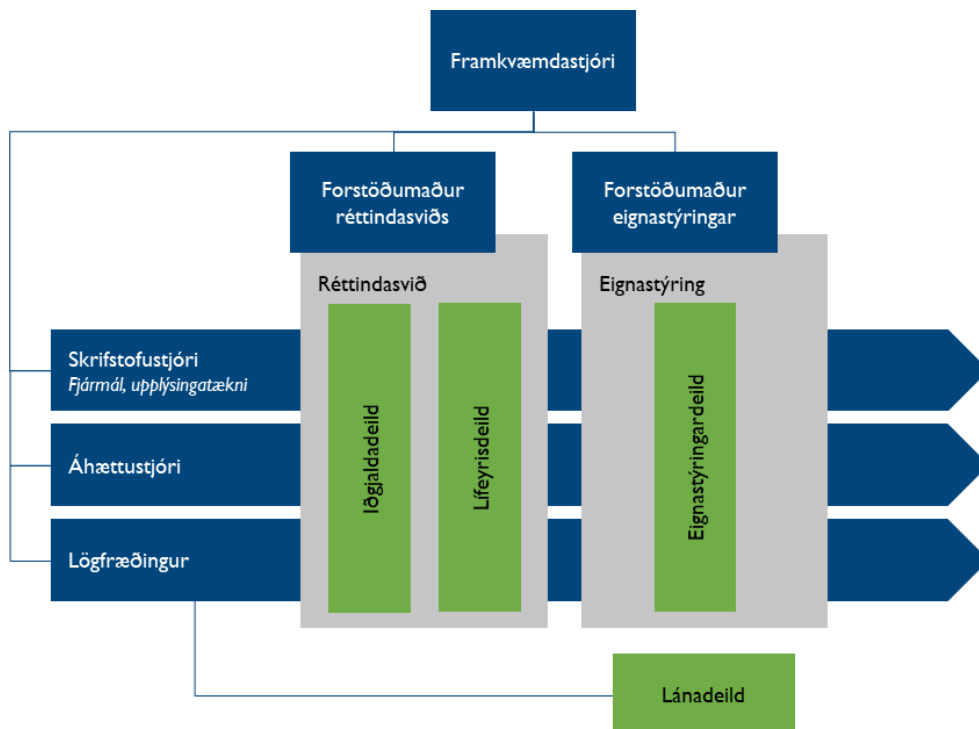 Framkvæmdastjóri
Forstöðumaður
réttindasviðs
Forstöðumaður
eignastýringar
Réttindasvið
Eignastýring
Skrifstofustjóri
Fjármál, upplýsingatækni
Áhættustjóri
Lögfræðingur
Iðgjaldadeild
Lífeyrisdeild
Eignastýringardeild
Lánadeild